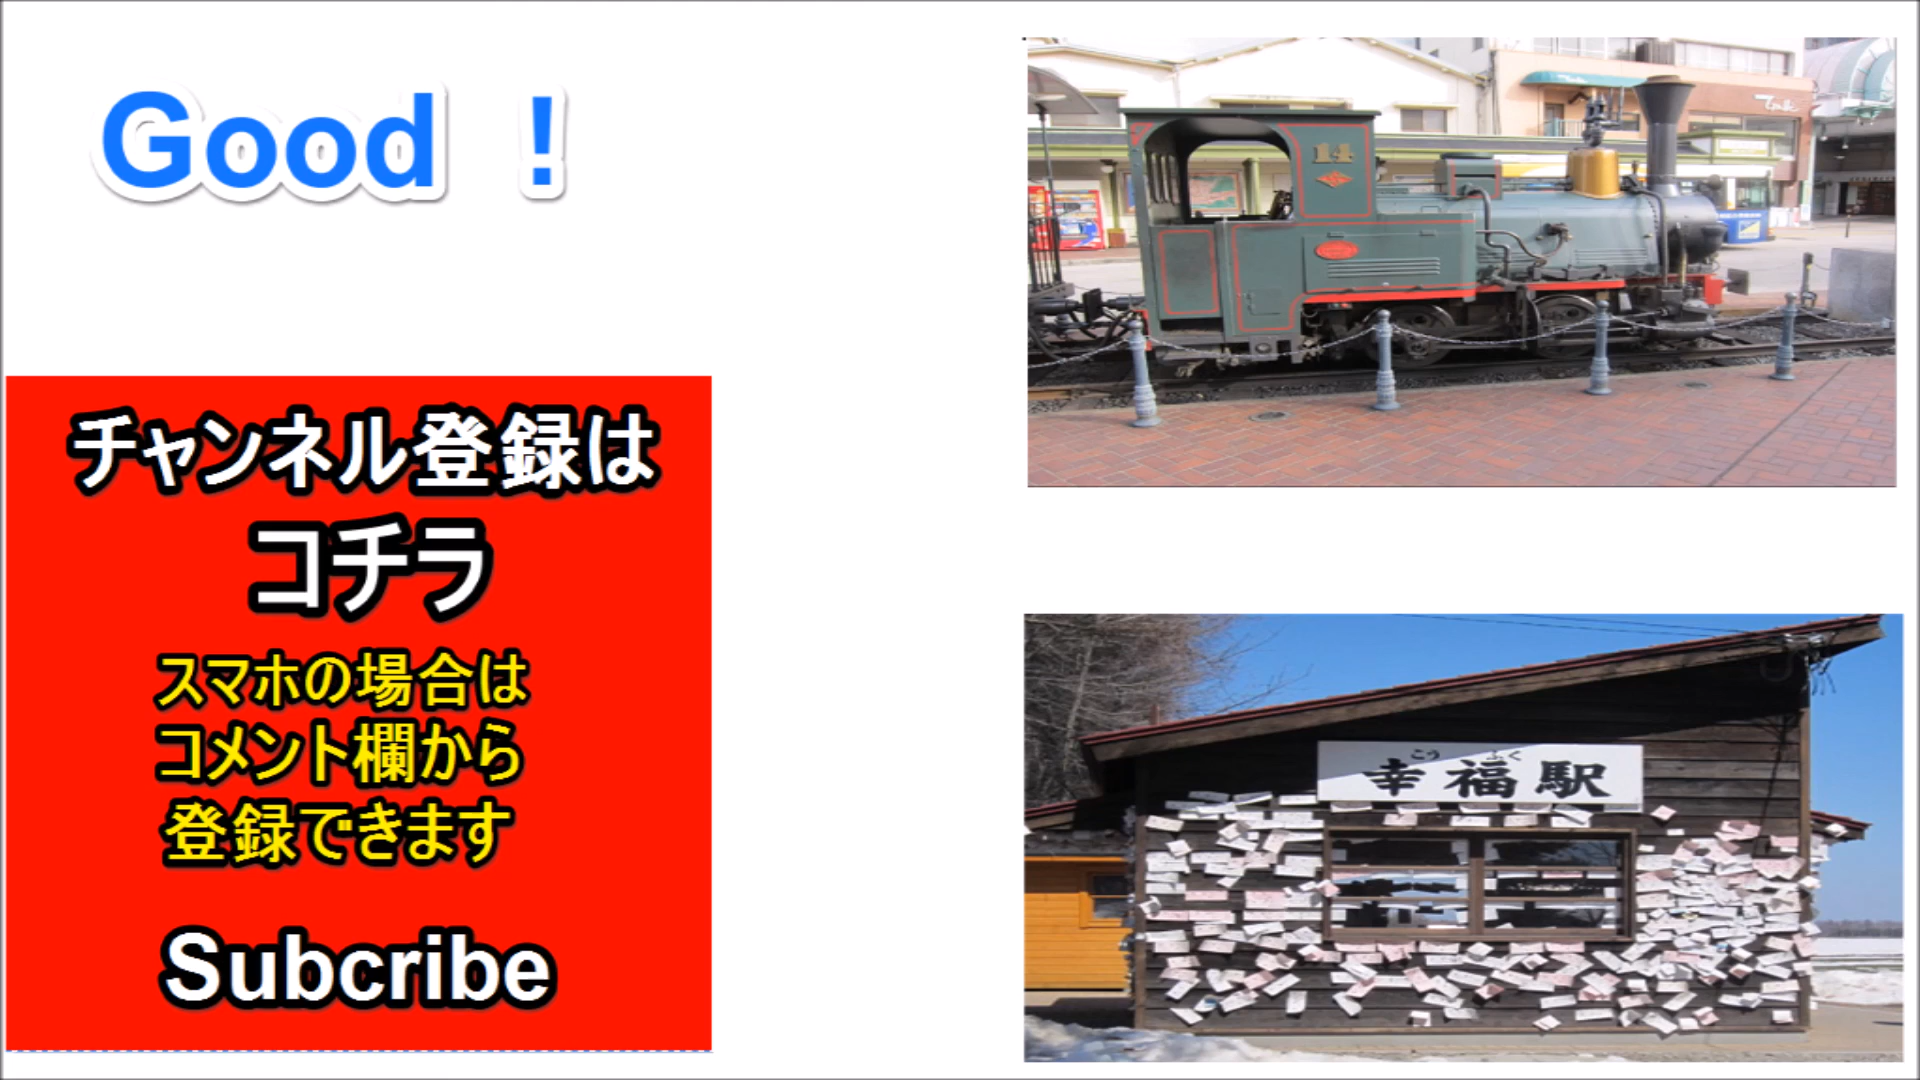 Good !
チャンネル登録は
コチラ
スマホの場合は
コメント欄から
登録できます
Subcribe
14
こう ふく
幸福駅